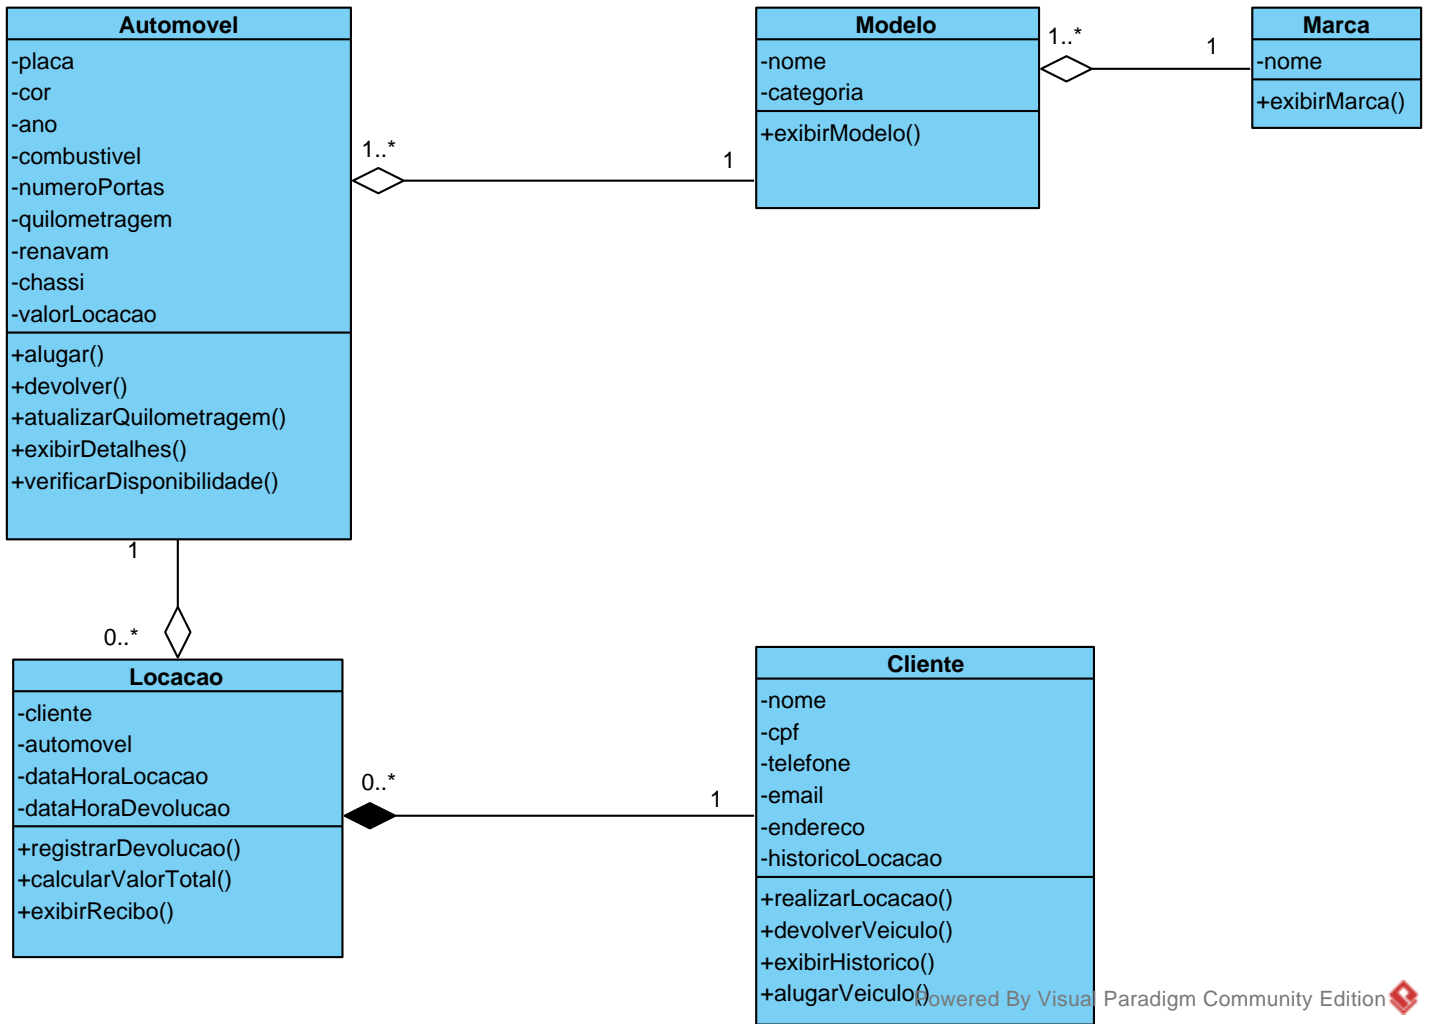 Automovel
-placa
-cor
-ano
-combustivel
-numeroPortas
-quilometragem
-renavam
-chassi
-valorLocacao
+alugar()
+devolver()
+atualizarQuilometragem()
+exibirDetalhes()
+verificarDisponibilidade()
1..*
1
Modelo
-nome
-categoria
+exibirModelo()
1..*
1
Marca
-nome
+exibirMarca()
1
0..*
Locacao
-cliente
-automovel
-dataHoraLocacao
-dataHoraDevolucao
+registrarDevolucao()
+calcularValorTotal()
+exibirRecibo()
0..*
1
Cliente
-nome
-cpf
-telefone
-email
-endereco
-historicoLocacao
+realizarLocacao()
+devolverVeiculo()
+exibirHistorico()
+alugarVeiculo()
Powered By Visual Paradigm Community Edition